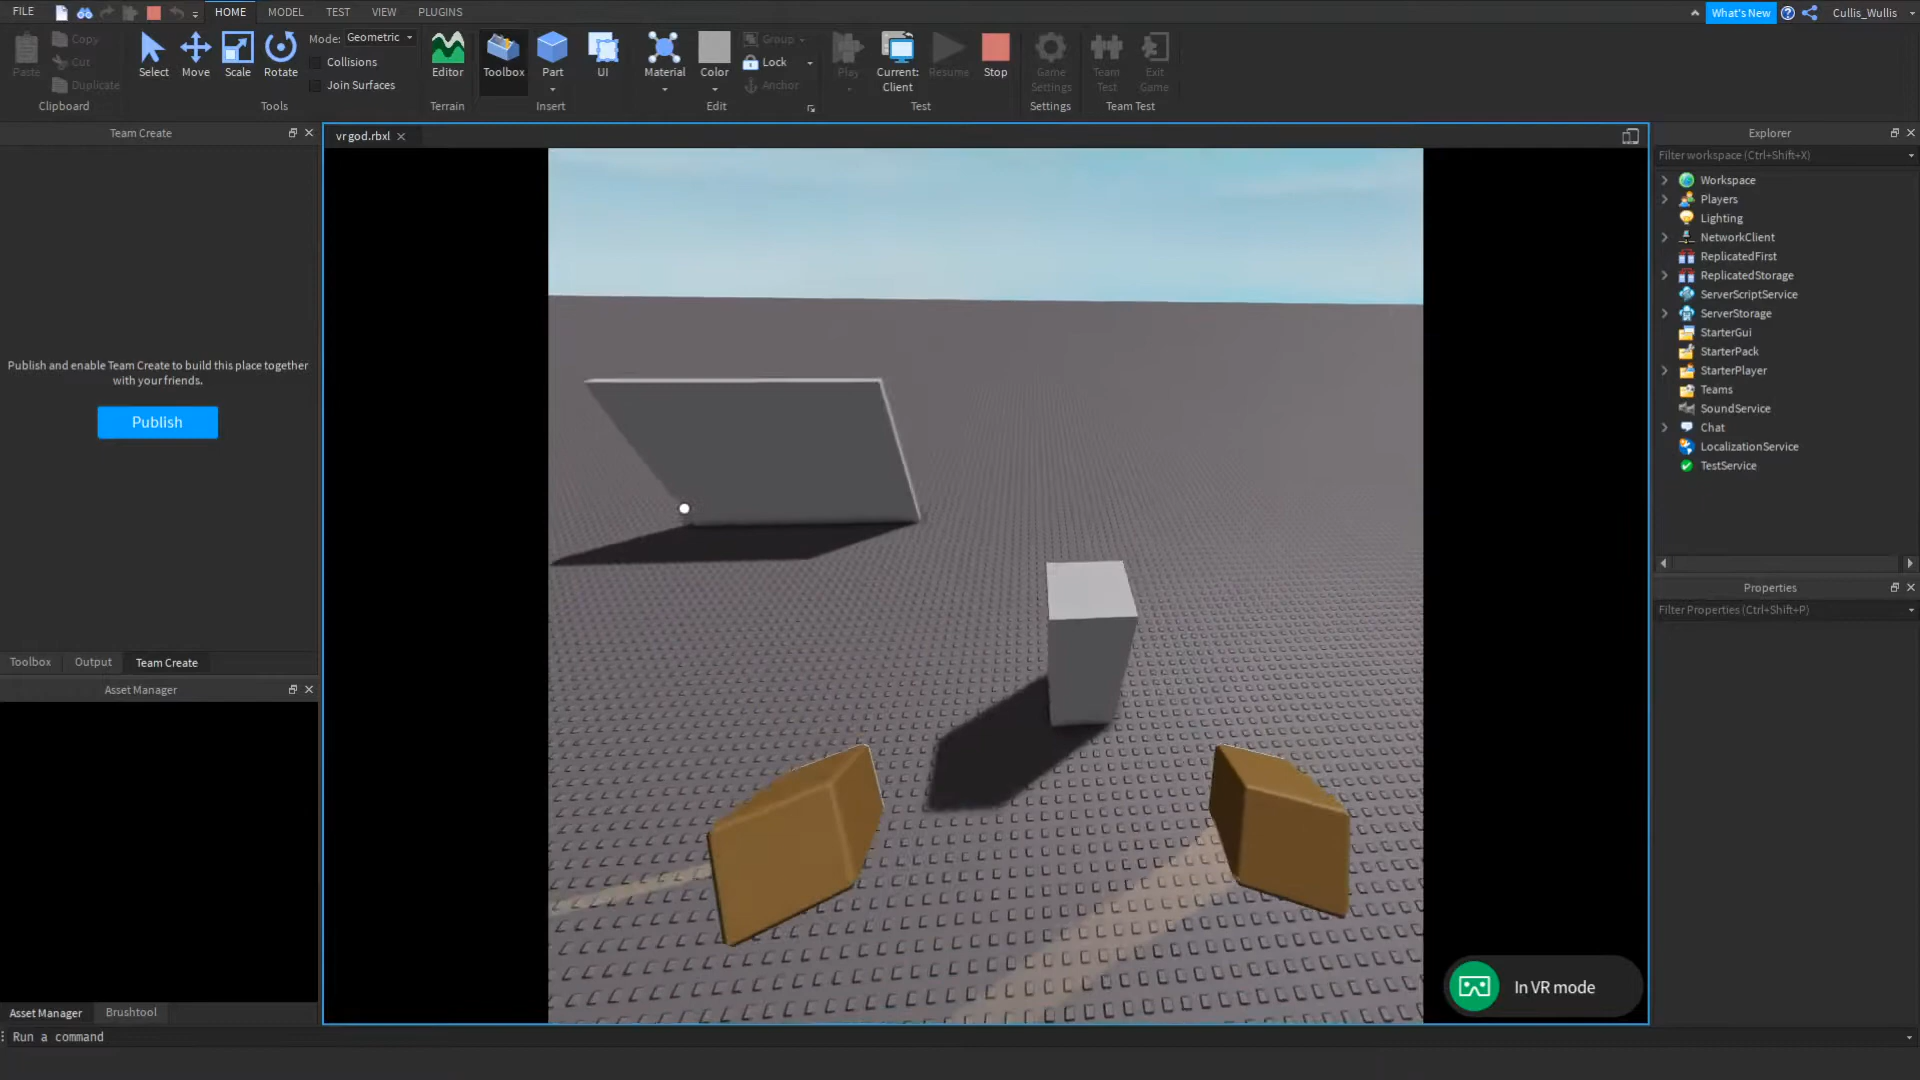 FILE
HOME
MODEL
TEST
VIEW
PLUGINS
What's New
Cullis_Wullis
Paste
Copy
Cut
Duplicate
Clipboard
Select
Move
Scale
Rotate
Mode: Geometric
Collisions
Join Surfaces
Tools
Editor
Terrain
Toolbox
Part
UI
Insert
Material
Color
Group
Lock
Anchor
Edit
Play
Current:
Client
Resume
Stop
Test
Game
Settings
Settings
Team
Test
Exit
Game
Team Test
Team Create
Publish and enable Team Create to build this place together
with your friends.
Publish
Toolbox
Output
Team Create
Asset Manager
Asset Manager
Brushtool
Run a command
vrgod.rbxl
In VR mode
Explorer
Filter workspace (Ctrl+Shift+X)
Workspace
Players
Lighting
NetworkClient
ReplicatedFirst
ReplicatedStorage
ServerScriptService
ServerStorage
StarterGui
StarterPack
StarterPlayer
Teams
SoundService
Chat
LocalizationService
TestService
Properties
Filter Properties (Ctrl+Shift+P)